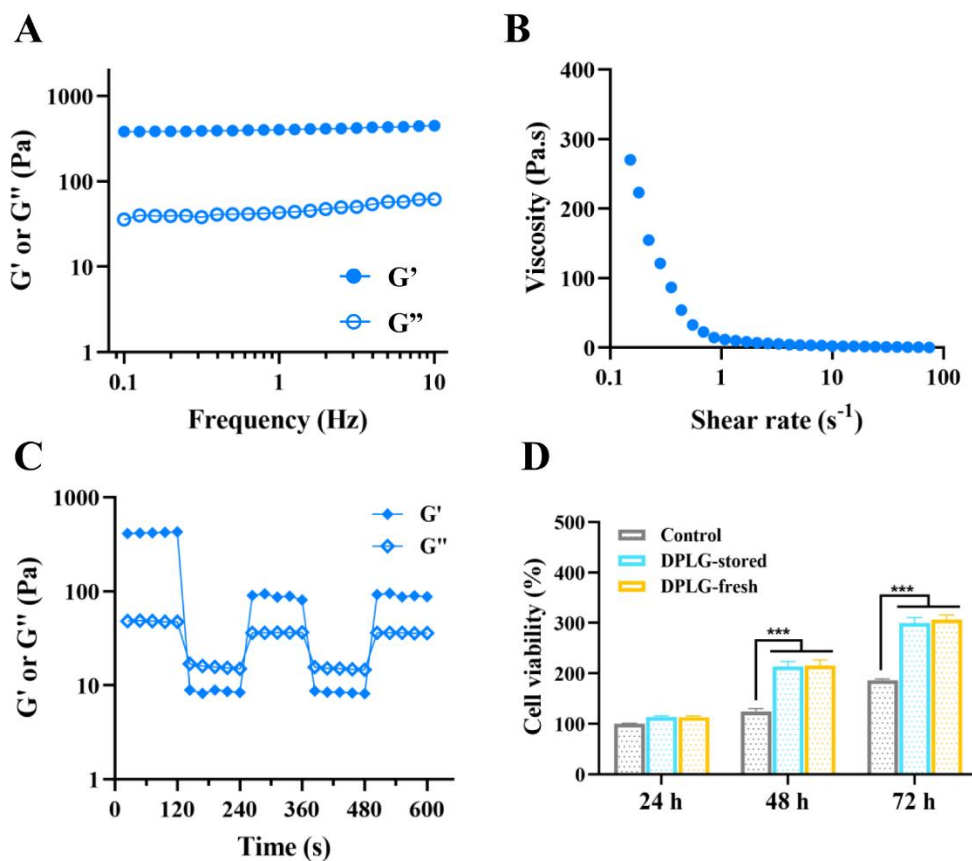 A
G' or G" (Pa)
1000
100
10
1
0.1
1
10
Frequency (Hz)
G’
G”
B
Viscosity (Pa.s)
400
300
200
100
0
0.1
1
10
100
Shear rate (s-1)
C
G' or G" (Pa)
1000
100
10
1
0
120
240
360
480
600
Time (s)
G'
G"
D
Cell viability (%)
500
400
300
200
100
0
Control
DPLG-stored
DPLG-fresh
***
***
24 h
48 h
72 h